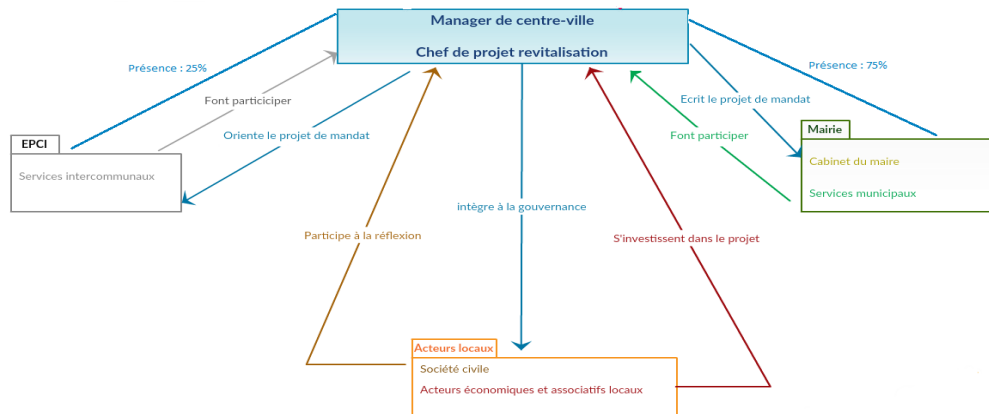 Manager de centre-ville
Chef de projet revitalisation
Présence : 25%
Présence : 75%
Font particiciper
Ecrit le projet de mandat
Oriente le projet de mandat
Font participer
EPCI
Services intercommunaux
Mairie
Cabinet du maire
Services municipaux
intègre à la gouvernance
Participe à la réflexion
S'investissent dans le projet
Acteurs locaux
Société civile
Acteurs économiques et associatifs locaux